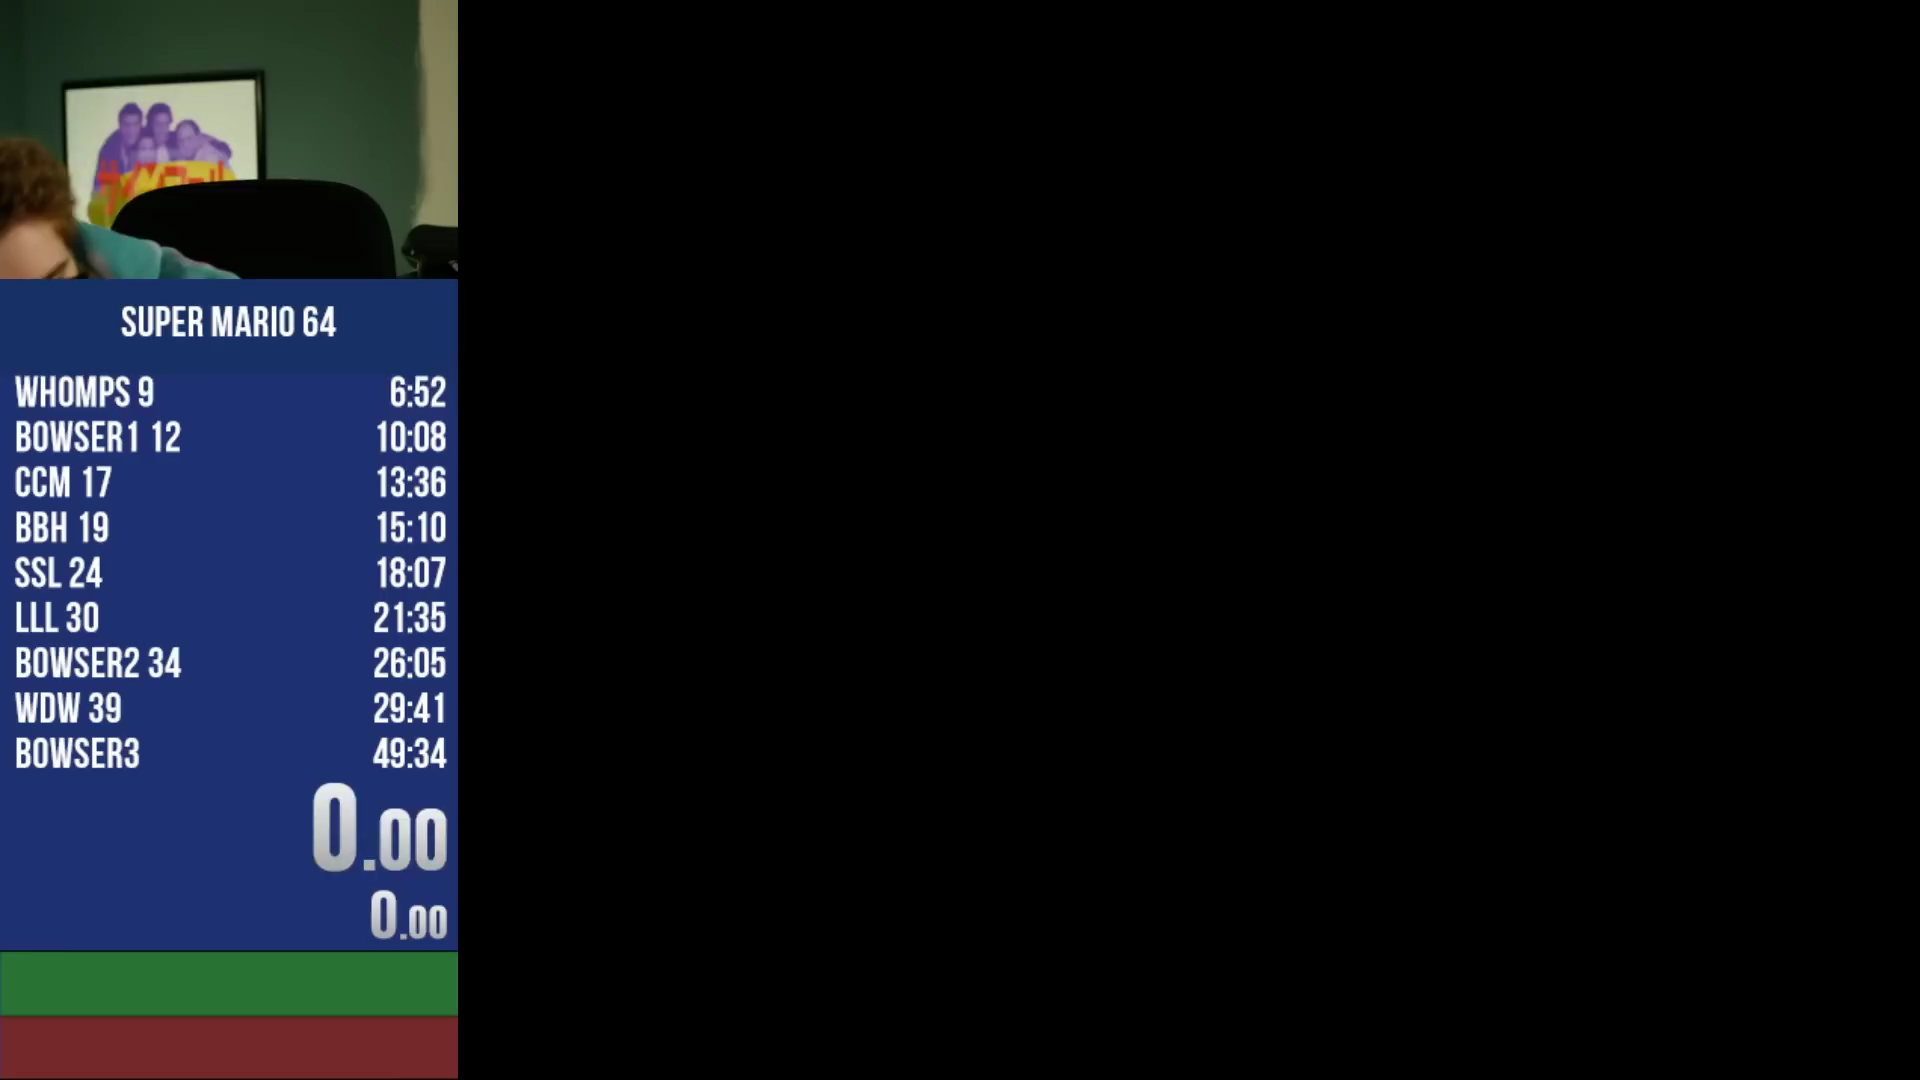 SUPER MARIO 64
WHOMPS 9 6:52
BOWSER1 12 10:08
CCM 17 13:36
BBH 19 15:10
SSL 24 18:07
LLL 30 21:35
BOWSER2 34 26:05
WDW 39 29:41
BOWSER3 49:34
0.00
0.00